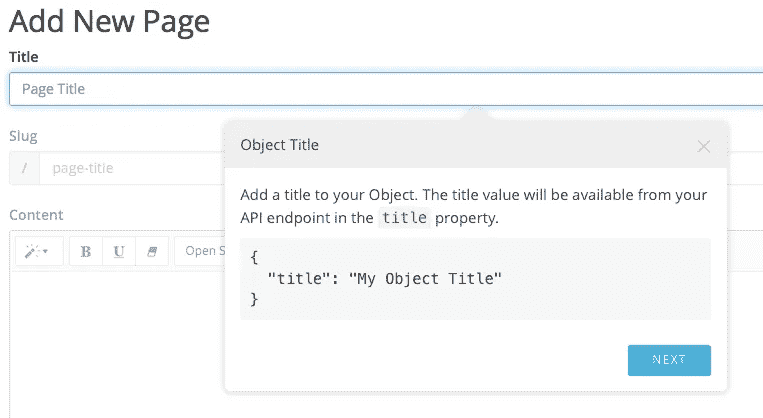 Add New Page
Title
Page Title
Slug
/ page-title
Content
B U Open S
Object Title
Add a title to your Object. The title value will be available from your
API endpoint in the title property.
{
"title": "My Object Title"
}
NEXT